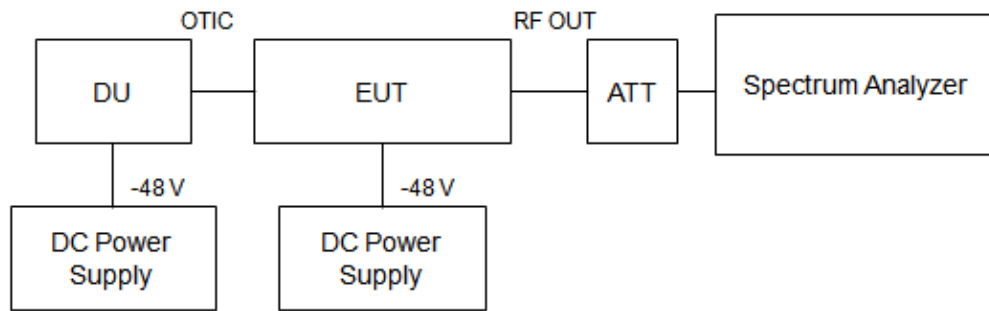 OTIC
RF OUT
DU
EUT
ATT
Spectrum Analyzer
-48 V
-48 V
DC Power
Supply
DC Power
Supply